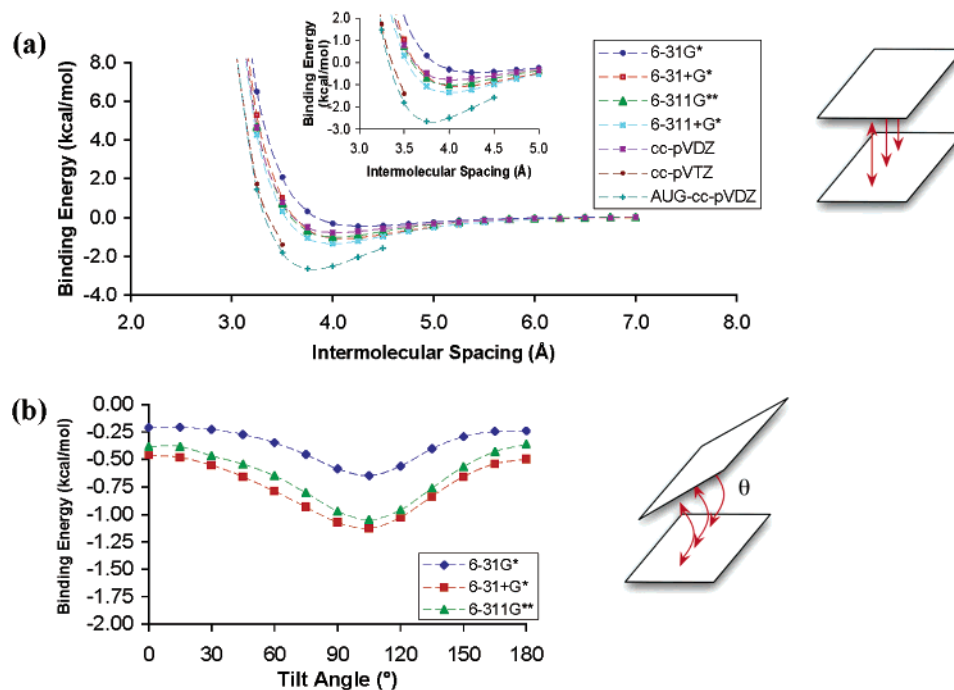 (a)
Binding Energy (kcal/mol)
8.0
6.0
4.0
2.0
0.0
-2.0
-4.0
2.0 3.0 4.0 5.0 6.0 7.0 8.0
Intermolecular Spacing (Å)
Binding Energy
(kcal/mol)
2.0
1.0
0.0
-1.0
-2.0
-3.0
3.0 3.5 4.0 4.5 5.0
Intermolecular Spacing (Å)
6-31G*
6-31+G*
6-311G**
6-311+G*
cc-pVDZ
cc-pVTZ
AUG-cc-pVDZ
(b)
Binding Energy (kcal/mol)
0.00
-0.25
-0.50
-0.75
-1.00
-1.25
-1.50
-1.75
-2.00
0 30 60 90 120 150 180
Tilt Angle (°)
6-31G*
6-31+G*
6-311G**
θ